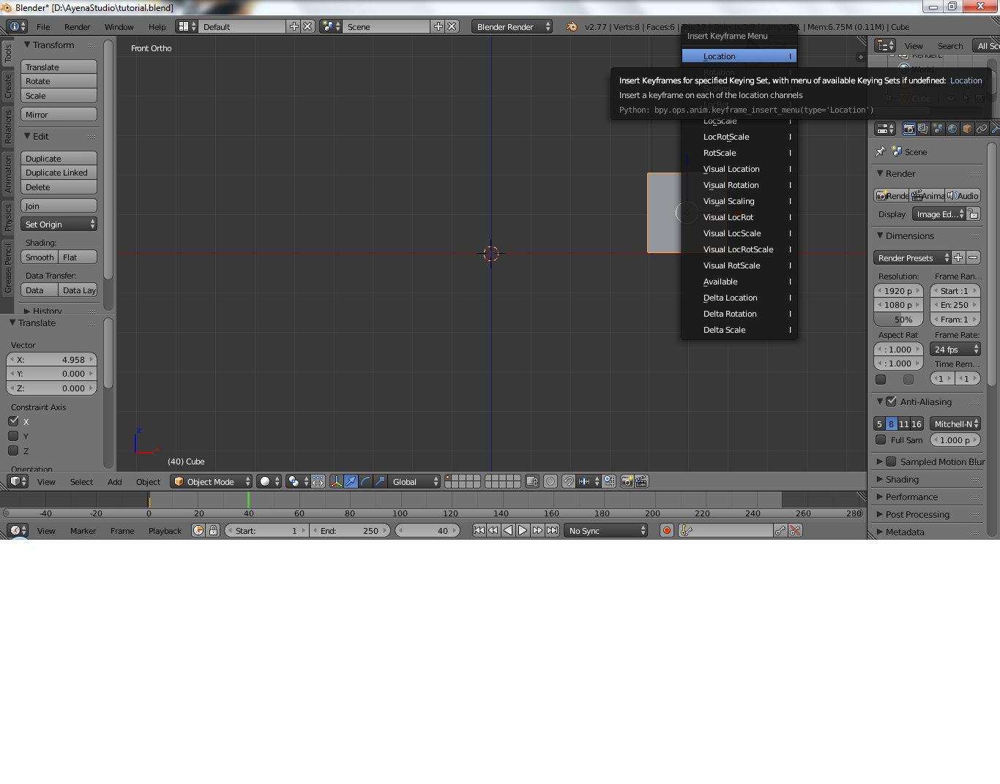 Blender* [D:\AyenaStudio\tutorial.blend]
File Render Window Help Default Scene Blender Render v2.77 | Verts:8 | Faces:6 | | Mem:6.75M (0.11M) | Cube
Tools
Create
Relations
Animation
Physics
Grease Pencil
Transform
Translate
Rotate
Scale
Mirror
Edit
Duplicate
Duplicate Linked
Delete
Join
Set Origin
Shading:
Smooth Flat
Data Transfer:
Data Data Lay
History
Translate
Vector
X: 4.958
Y: 0.000
Z: 0.000
Constraint Axis
X
Y
Z
Orientation
Front Ortho
Insert Keyframe Menu
Location I
Rotation
Insert Keyframes for specified Keying Set, with menu of available Keying Sets if undefined: Location
Insert a keyframe on each of the location channels
Python: bpy.ops.anim.keyframe_insert_menu(type='Location')
LocScale I
LocRotScale I
RotScale I
Visual Location I
Visual Rotation I
Visual Scaling I
Visual LocRot I
Visual LocScale I
Visual LocRotScale I
Visual RotScale I
Available I
Delta Location I
Delta Rotation I
Delta Scale I
z
x
(40) Cube
View Select Add Object Object Mode Global
-40 -20 0 20 40 60 80 100 120 140 160 180 200 220 240 260 280
View Marker Frame Playback Start: 1 End: 250 40 No Sync
View Search All Sc
World
Cube
Scene
Render
Rende Anima Audio
Display Image Ed...
Dimensions
Render Presets
Resolution: Frame Ran...
1920 p Start :1
1080 p En: 250
50% Fram: 1
Aspect Rat Frame Rate:
: 1.000 24 fps
: 1.000 Time Rem...
1 1
Anti-Aliasing
5 8 11 16 Mitchell-N
Full Sam 1.000 p
Sampled Motion Blur
Shading
Performance
Post Processing
Metadata